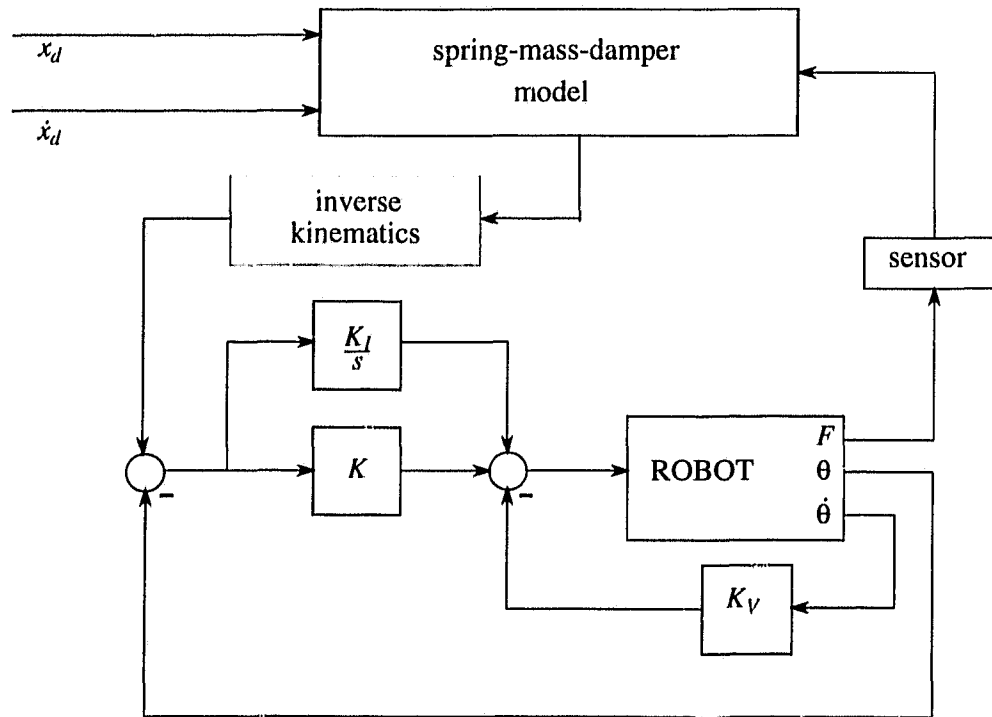 x_d
ẋ_d
spring-mass-damper
model
inverse
kinematics
sensor
K_I
s
K
-
-
ROBOT
F
θ
θ̇
K_V